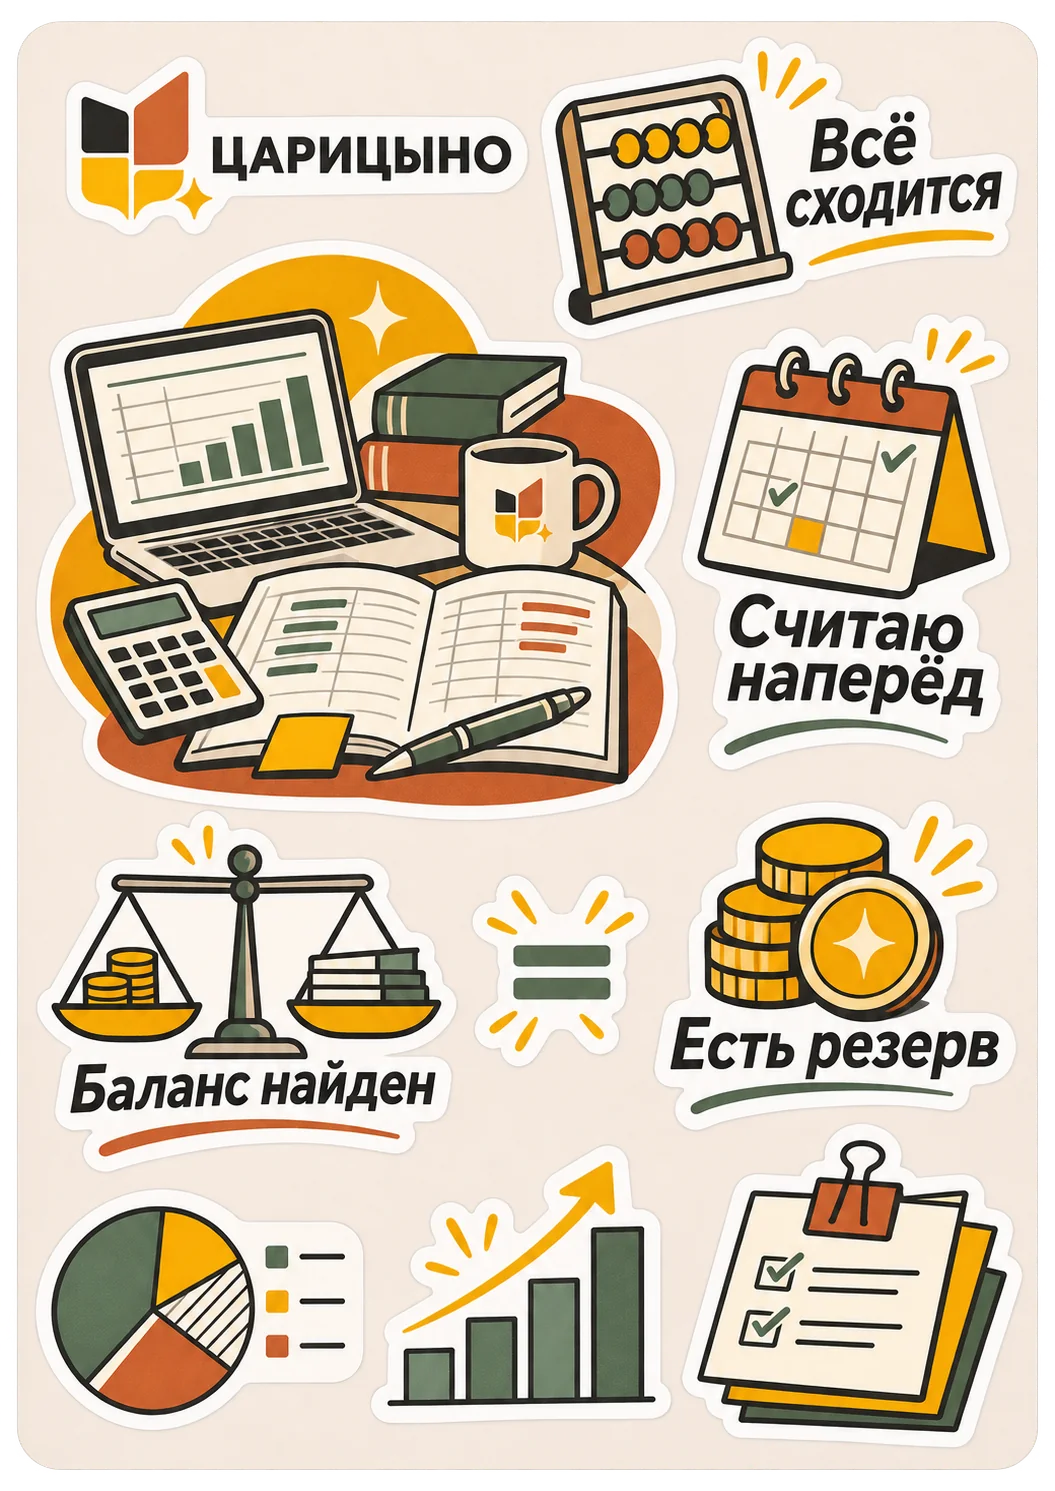 ЦАРИЦЫНО
Всё
сходится
Считаю
наперёд
Баланс найден
Есть резерв